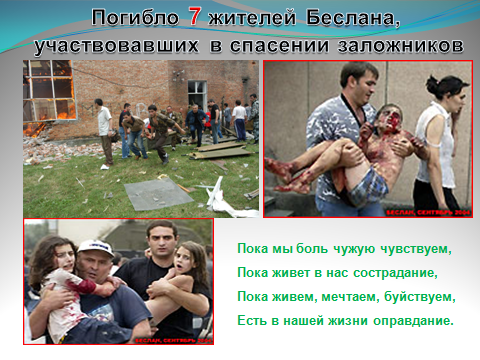 Погибло 7 жителей Беслана,
участвовавших в спасении заложников
БЕСЛАН, СЕНТЯБРЬ 2004
БЕСЛАН, СЕНТЯБРЬ 2004
Пока мы боль чужую чувствуем,
Пока живет в нас сострадание,
Пока живем, мечтаем, буйствуем,
Есть в нашей жизни оправдание.